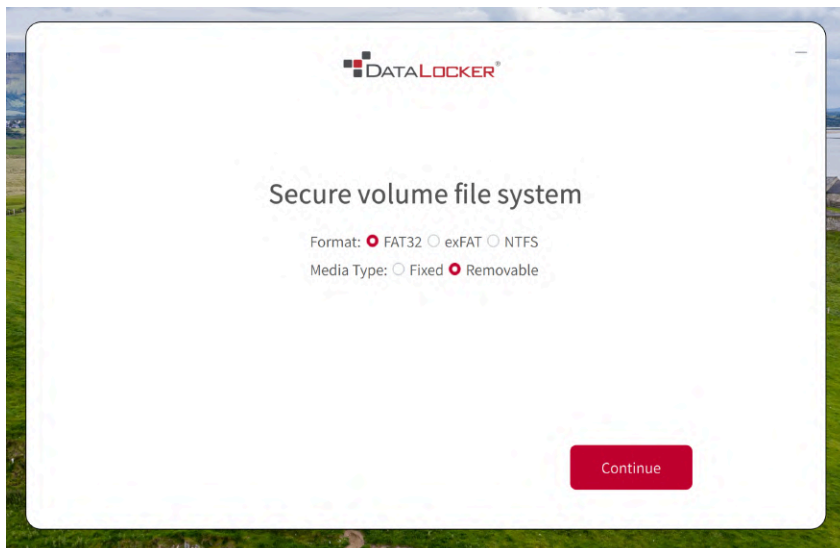 DATALOCKER®
Secure volume file system
Format: FAT32 exFAT NTFS
Media Type: Fixed Removable
Continue